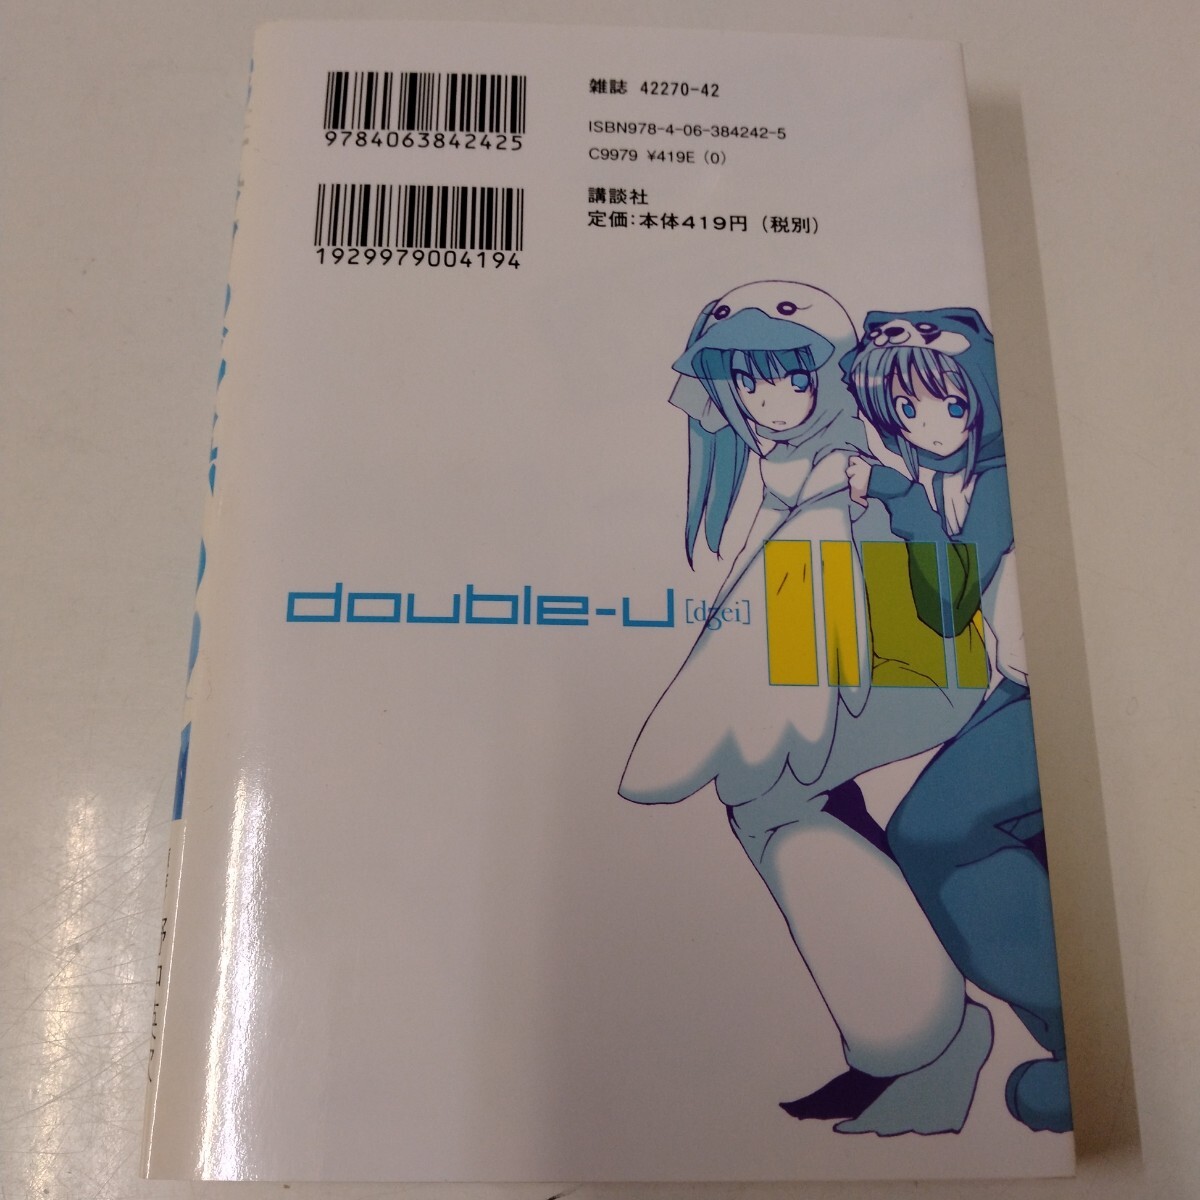 9784063842425
1929979004194
雑誌 42270-42
ISBN978-4-06-384242-5
C9979 ¥419E (0)
講談社
定価:本体419円(税別)
double-J [dʒei]